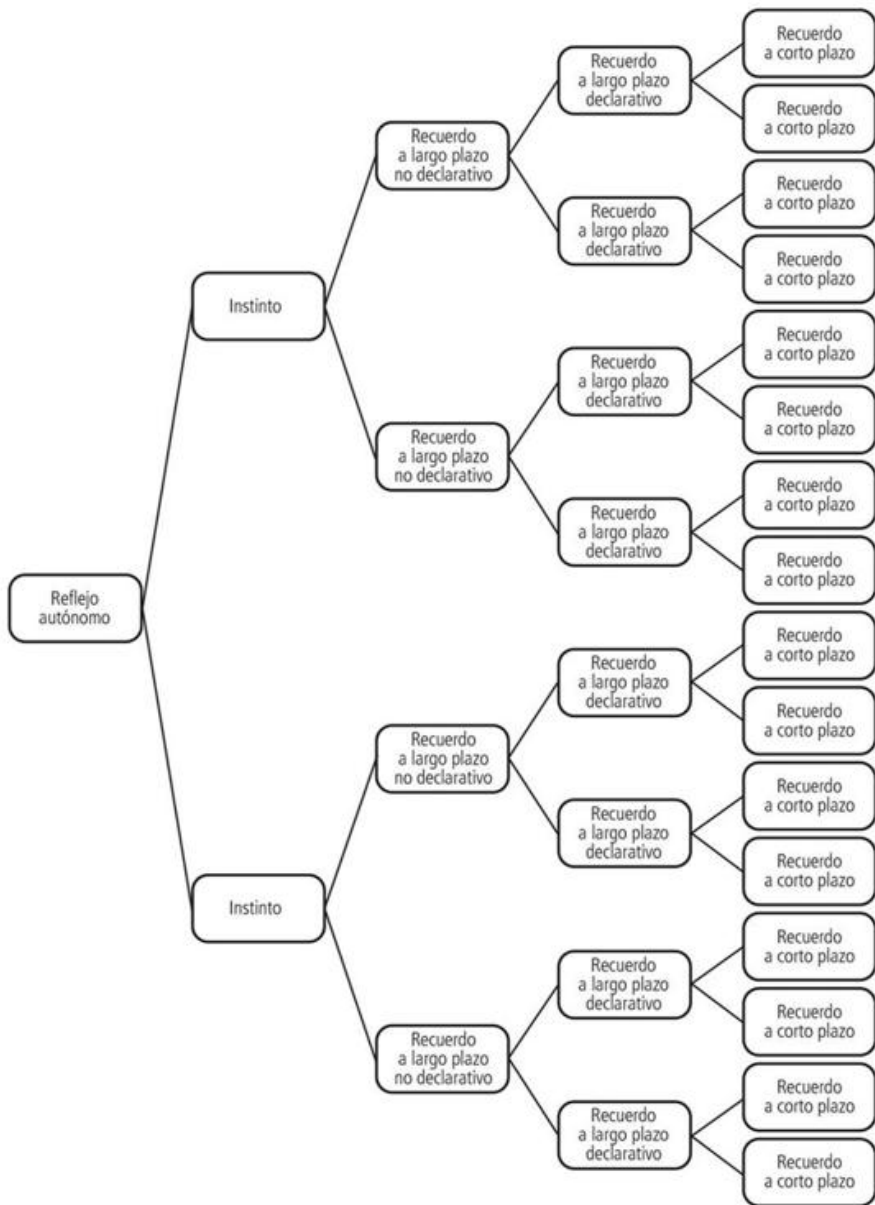 Reflejo
autónomo
Instinto
Instinto
Recuerdo
a largo plazo
no declarativo
Recuerdo
a largo plazo
no declarativo
Recuerdo
a largo plazo
no declarativo
Recuerdo
a largo plazo
no declarativo
Recuerdo
a largo plazo
declarativo
Recuerdo
a largo plazo
declarativo
Recuerdo
a largo plazo
declarativo
Recuerdo
a largo plazo
declarativo
Recuerdo
a largo plazo
declarativo
Recuerdo
a largo plazo
declarativo
Recuerdo
a largo plazo
declarativo
Recuerdo
a largo plazo
declarativo
Recuerdo
a corto plazo
Recuerdo
a corto plazo
Recuerdo
a corto plazo
Recuerdo
a corto plazo
Recuerdo
a corto plazo
Recuerdo
a corto plazo
Recuerdo
a corto plazo
Recuerdo
a corto plazo
Recuerdo
a corto plazo
Recuerdo
a corto plazo
Recuerdo
a corto plazo
Recuerdo
a corto plazo
Recuerdo
a corto plazo
Recuerdo
a corto plazo
Recuerdo
a corto plazo
Recuerdo
a corto plazo